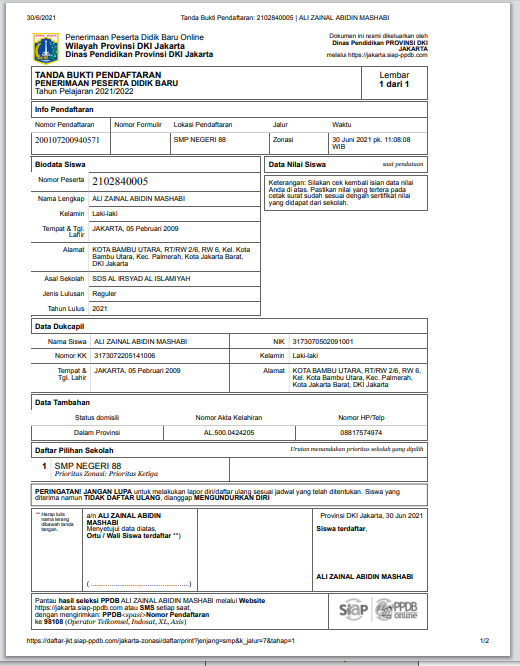 30/6/2021
Tanda Bukti Pendaftaran: 2102840005 | ALI ZAINAL ABIDIN MASHABI
Penerimaan Peserta Didik Baru Online
Wilayah Provinsi DKI Jakarta
Dinas Pendidikan Provinsi DKI Jakarta
Dokumen ini resmi dikeluarkan oleh
Dinas Pendidikan PROVINSI DKI
JAKARTA
melalui https://jakarta.siap-ppdb.com
TANDA BUKTI PENDAFTARAN
PENERIMAAN PESERTA DIDIK BARU
Tahun Pelajaran 2021/2022
Lembar
1 dari 1
Info Pendaftaran
Nomor Pendaftaran Nomor Formulir Lokasi Pendaftaran Jalur Waktu
200107200940571 SMP NEGERI 88 Zonasi 30 Juni 2021 pk. 11:08:08
WIB
Biodata Siswa
Nomor Peserta 2102840005
Nama Lengkap ALI ZAINAL ABIDIN MASHABI
Kelamin Laki-laki
Tempat & Tgl. Lahir JAKARTA, 05 Pebruari 2009
Alamat KOTA BAMBU UTARA, RT/RW 2/6, RW 6, Kel. Kota
Bambu Utara, Kec. Palmerah, Kota Jakarta Barat,
DKI Jakarta
Asal Sekolah SDS AL IRSYAD AL ISLAMIYAH
Jenis Lulusan Reguler
Tahun Lulus 2021
Data Nilai Siswa saat pendataan
Keterangan: Silakan cek kembali isian data nilai
Anda di atas. Pastikan nilai yang tertera pada
cetak surat sudah sesuai dengan sertifikat nilai
yang didapat dari sekolah.
Data Dukcapil
Nama Siswa ALI ZAINAL ABIDIN MASHABI NIK 3173070502091001
Nomor KK 3173072205141006 Kelamin Laki-laki
Tempat &
Tgl. Lahir JAKARTA, 05 Pebruari 2009
Alamat KOTA BAMBU UTARA, RT/RW 2/6, RW 6,
Kel. Kota Bambu Utara, Kec. Palmerah,
Kota Jakarta Barat, DKI Jakarta
Data Tambahan
Status domisili Nomor Akta Kelahiran Nomor HP/Telp
Dalam Provinsi AL.500.0424205 08817574974
Daftar Pilihan Sekolah Urutan menandakan prioritas sekolah yang dipilih
1 SMP NEGERI 88
Prioritas Zonasi: Prioritas Ketiga
PERINGATAN! JANGAN LUPA untuk melakukan lapor diri/daftar ulang sesuai jadwal yang telah ditentukan. Siswa yang
diterima namun TIDAK DAFTAR ULANG, dianggap MENGUNDURKAN DIRI
** Harap tulis
nama terang
dibawah tanda
tangan
a/n ALI ZAINAL ABIDIN
MASHABI
Menyetujui data diatas,
Ortu / Wali Siswa terdaftar **)
(..................................................)
Provinsi DKI Jakarta, 30 Jun 2021
Siswa terdaftar,
ALI ZAINAL ABIDIN MASHABI
Pantau hasil seleksi PPDB ALI ZAINAL ABIDIN MASHABI melalui Website
https://jakarta.siap-ppdb.com atau SMS setiap saat,
dengan mengirimkan: PPDB<spasi>Nomor Pendaftaran
ke 98108 (Operator Telkomsel, Indosat, XL, Axis)
SIAP
PPDB
online
https://daftar-jkt.siap-ppdb.com/jakarta-zonasi/daftar/print?jenjang=smp&k_jalur=7&tahap=1
1/2